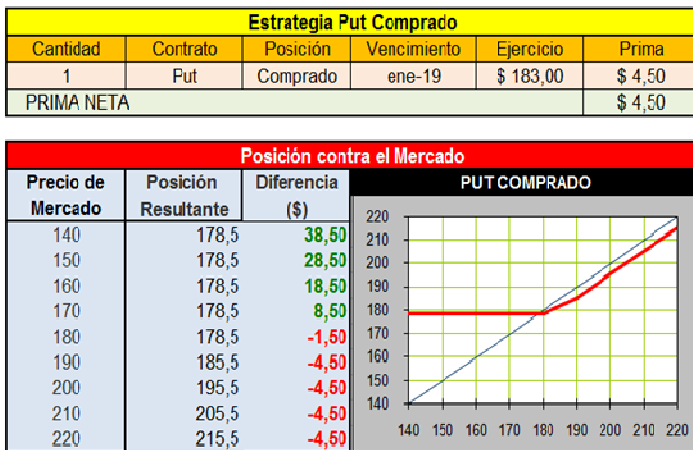 Estrategia Put Comprado
Cantidad Contrato Posición Vencimiento Ejercicio Prima
1 Put Comprado ene-19 $ 183,00 $ 4,50
PRIMA NETA $ 4,50
Posición contra el Mercado
Precio de Mercado Posición Resultante Diferencia ($) PUT COMPRADO
140 178,5 38,50
150 178,5 28,50
160 178,5 18,50
170 178,5 8,50
180 178,5 -1,50
190 185,5 -4,50
200 195,5 -4,50
210 205,5 -4,50
220 215,5 -4,50
220
210
200
190
180
170
160
150
140
140 150 160 170 180 190 200 210 220